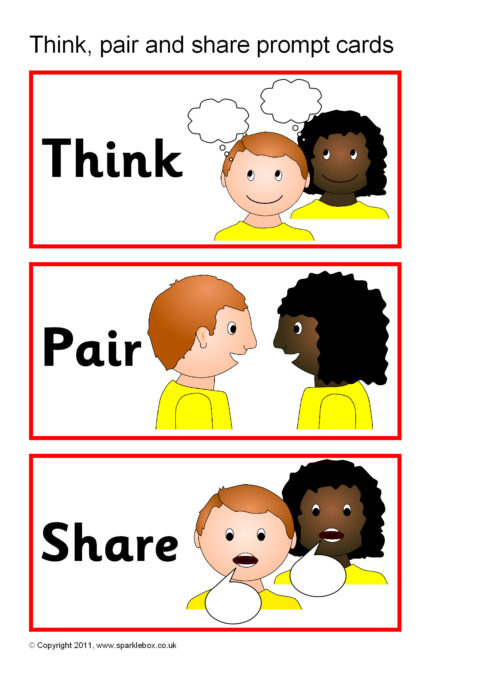 Think, pair and share prompt cards
Think
Pair
Share
© Copyright 2011, www.sparklebox.co.uk